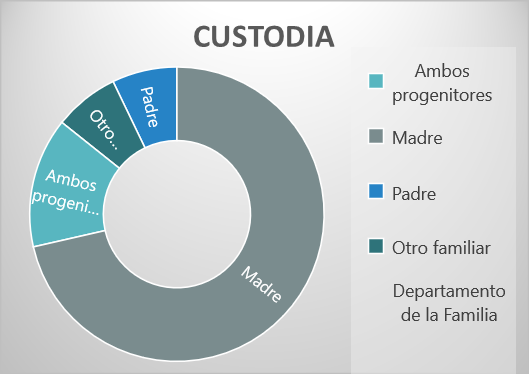 CUSTODIA
Padre
Otro...
Ambos
progeni...
Madre
Ambos
progenitores
Madre
Padre
Otro familiar
Departamento
de la Familia